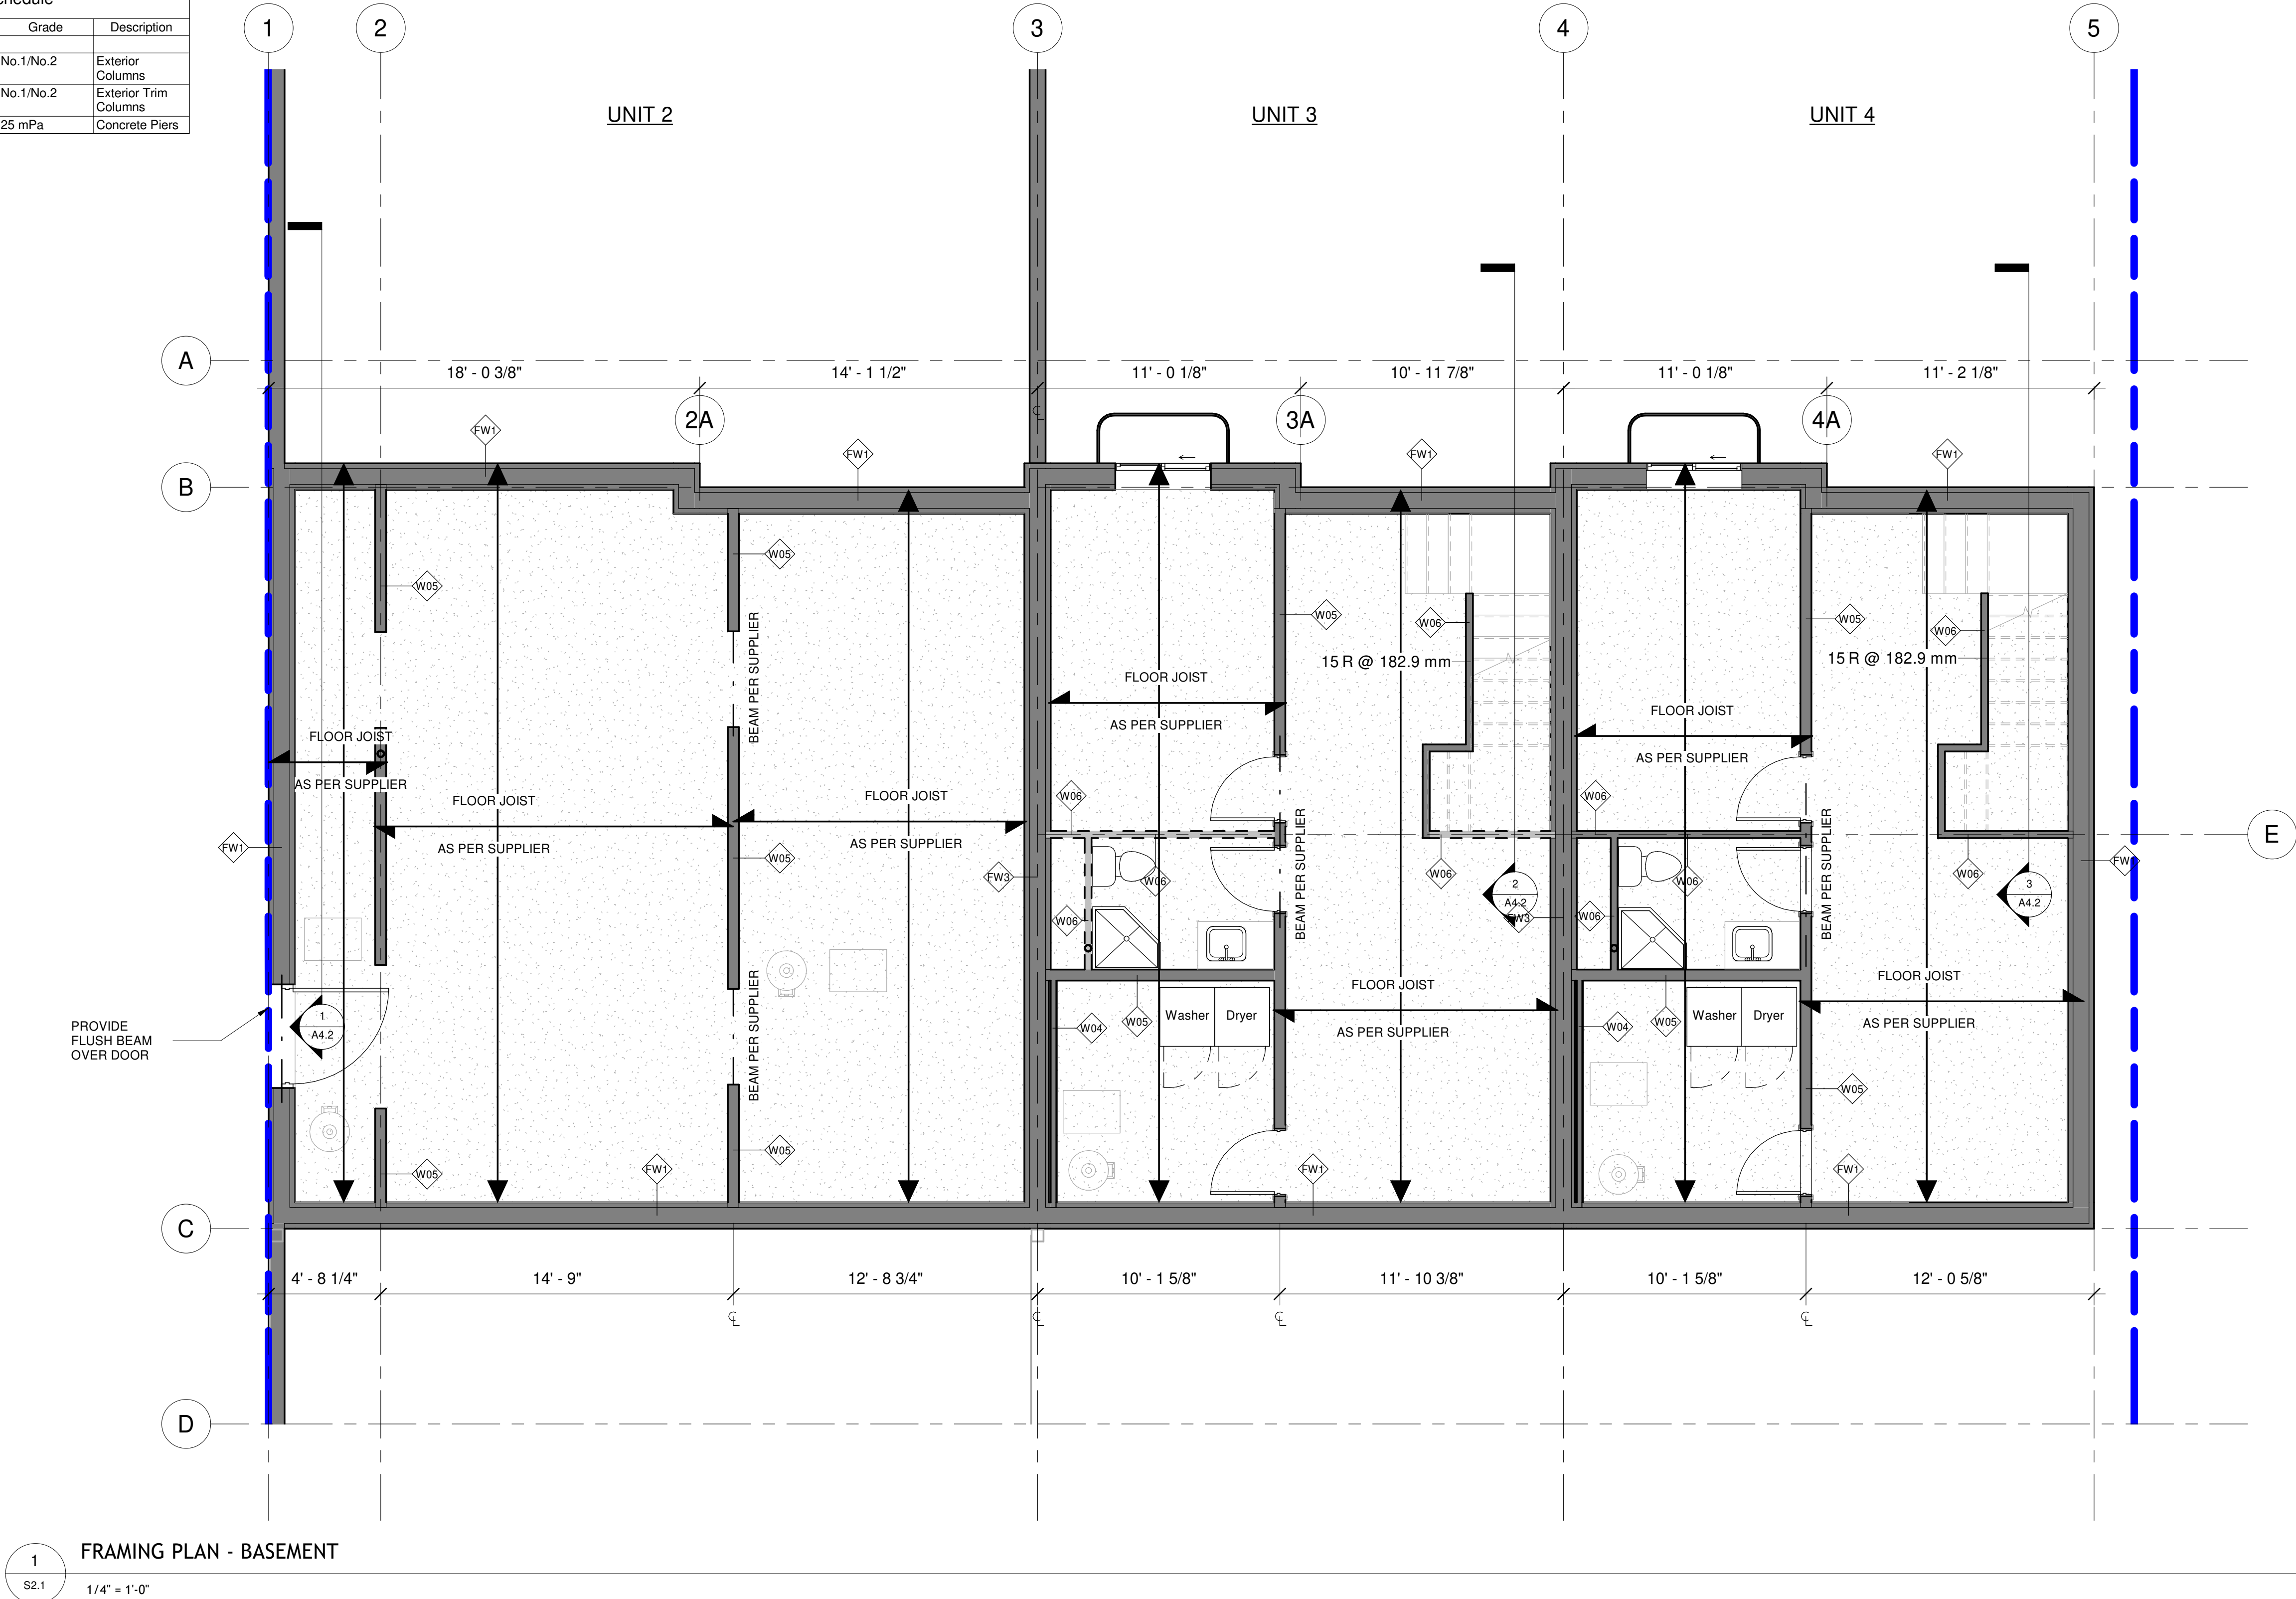 chedule
Grade Description
No.1/No.2 Exterior
Columns
No.1/No.2 Exterior Trim
Columns
25 mPa Concrete Piers
1 2 3 4 5
UNIT 2 UNIT 3 UNIT 4
A
18' - 0 3/8" 14' - 1 1/2" 11' - 0 1/8" 10' - 11 7/8" 11' - 0 1/8" 11' - 2 1/8"
2A 3A 4A
FW1 FW1 FW1 FW1
B
W05 W05 W05 W06 W05 W06
15 R @ 182.9 mm 15 R @ 182.9 mm
BEAM PER SUPPLIER
FLOOR JOIST
AS PER SUPPLIER
FLOOR JOIST
AS PER SUPPLIER
FLOOR JOIST
AS PER SUPPLIER
FLOOR JOIST
AS PER SUPPLIER
FLOOR JOIST
AS PER SUPPLIER
W06 W06
E
FW1 W05 FW3 W06 W06 W06 W06 FW
BEAM PER SUPPLIER
BEAM PER SUPPLIER
W06 W06
2
A4.2
FW3
3
A4.2
BEAM PER SUPPLIER
FLOOR JOIST
AS PER SUPPLIER
FLOOR JOIST
AS PER SUPPLIER
Washer Dryer
Washer Dryer
W04 W05 W04 W05
PROVIDE
FLUSH BEAM
OVER DOOR
1
A4.2
W05
W05 FW1 W05 FW1 FW1
C
4' - 8 1/4" 14' - 9" 12' - 8 3/4" 10' - 1 5/8" 11' - 10 3/8" 10' - 1 5/8" 12' - 0 5/8"
D
1
S2.1
FRAMING PLAN - BASEMENT
1/4" = 1'-0"